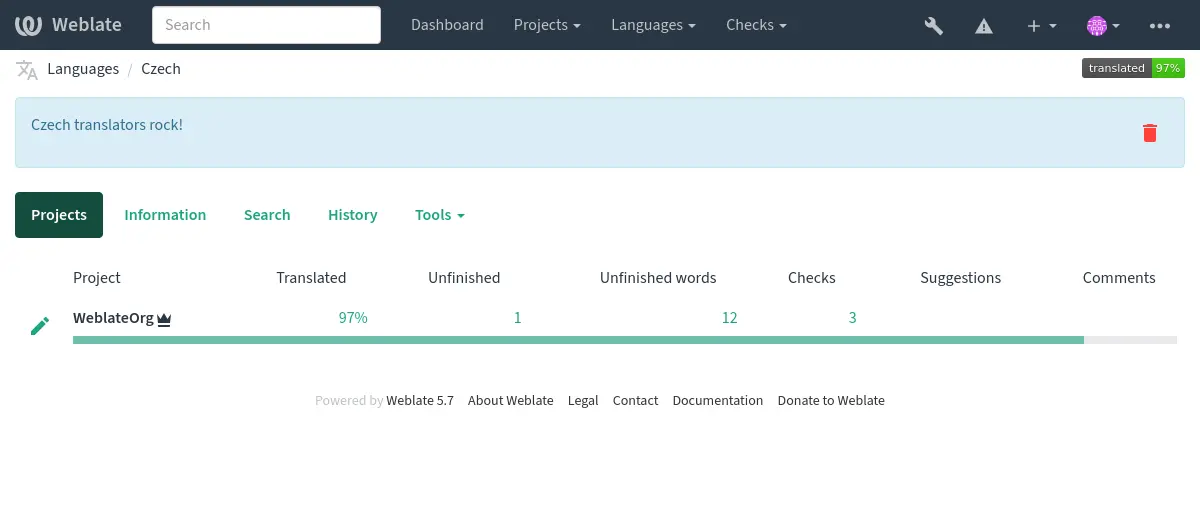 Weblate Search Dashboard Projects Languages Checks
Languages / Czech translated 97%
Czech translators rock!
Projects Information Search History Tools
Project Translated Unfinished Unfinished words Checks Suggestions Comments
WeblateOrg 97% 1 12 3
Powered by Weblate 5.7 About Weblate Legal Contact Documentation Donate to Weblate